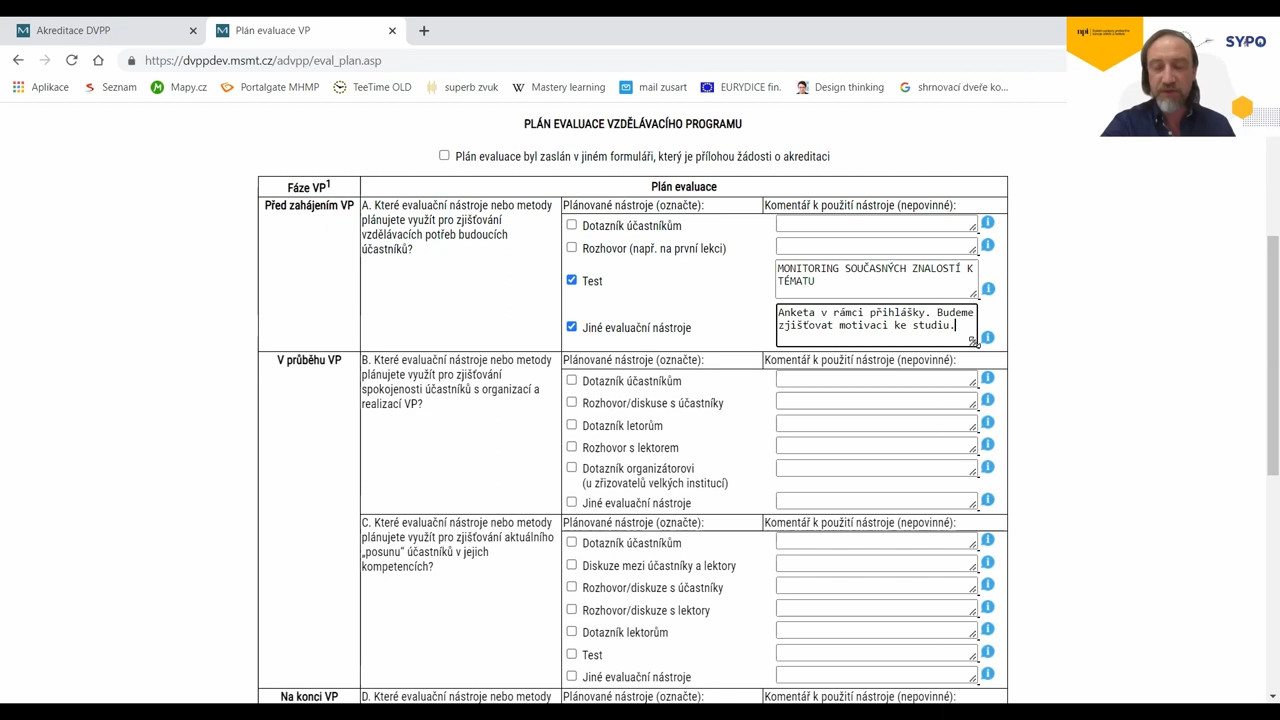 Akreditace DVPP
Plán evaluace VP
https://dvppdev.msmt.cz/advpp/eval_plan.asp
Aplikace
Seznam
Mapy.cz
Portalgate MHMP
TeeTime OLD
superb zvuk
Mastery learning
mail zusart
EURYDICE fin.
Design thinking
shrnovací dveře ko...
npi
SYPO
PLÁN EVALUACE VZDĚLÁVACÍHO PROGRAMU
Plán evaluace byl zaslán v jiném formuláři, který je přílohou žádosti o akreditaci
Fáze VP1
Plán evaluace
Před zahájením VP
A. Které evaluační nástroje nebo metody
plánujete využít pro zjišťování
vzdělávacích potřeb budoucích
účastníků?
Plánované nástroje (označte):
Komentář k použití nástroje (nepovinné):
Dotazník účastníkům
Rozhovor (např. na první lekci)
Test
MONITORING SOUČASNÝCH ZNALOSTÍ K
TÉMATU
Jiné evaluační nástroje
Anketa v rámci přihlášky. Budeme
zjišťovat motivaci ke studiu.
V průběhu VP
B. Které evaluační nástroje nebo metody
plánujete využít pro zjišťování
spokojenosti účastníků s organizací a
realizací VP?
Plánované nástroje (označte):
Komentář k použití nástroje (nepovinné):
Dotazník účastníkům
Rozhovor/diskuse s účastníky
Dotazník letorům
Rozhovor s lektorem
Dotazník organizátorovi
(u zřizovatelů velkých institucí)
Jiné evaluační nástroje
C. Které evaluační nástroje nebo metody
plánujete využít pro zjišťování aktuálního
„posunu“ účastníků v jejich
kompetencích?
Plánované nástroje (označte):
Komentář k použití nástroje (nepovinné):
Dotazník účastníkům
Diskuze mezi účastníky a lektory
Rozhovor/diskuze s účastníky
Rozhovor/diskuze s lektory
Dotazník lektorům
Test
Jiné evaluační nástroje
Na konci VP
D. Které evaluační nástroje nebo metody
Plánované nástroje (označte):
Komentář k použití nástroje (nepovinné):